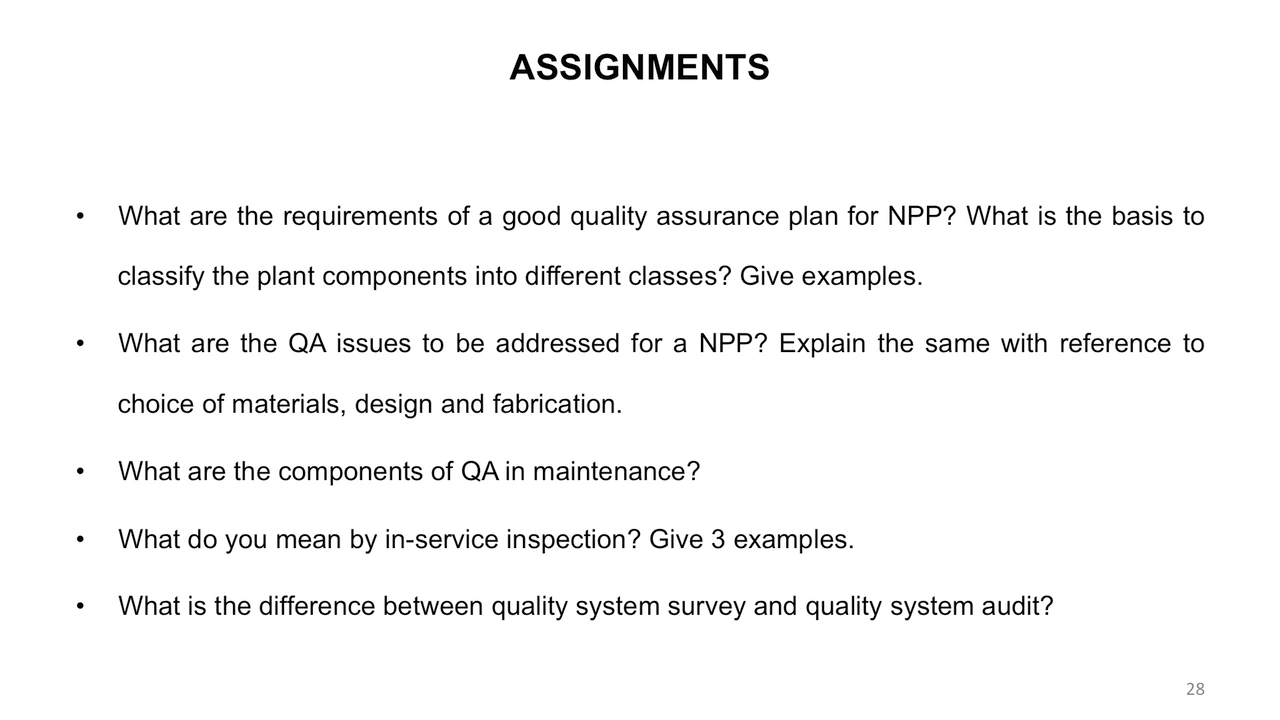 ASSIGNMENTS
• What are the requirements of a good quality assurance plan for NPP? What is the basis to
classify the plant components into different classes? Give examples.
• What are the QA issues to be addressed for a NPP? Explain the same with reference to
choice of materials, design and fabrication.
• What are the components of QA in maintenance?
• What do you mean by in-service inspection? Give 3 examples.
• What is the difference between quality system survey and quality system audit?
28